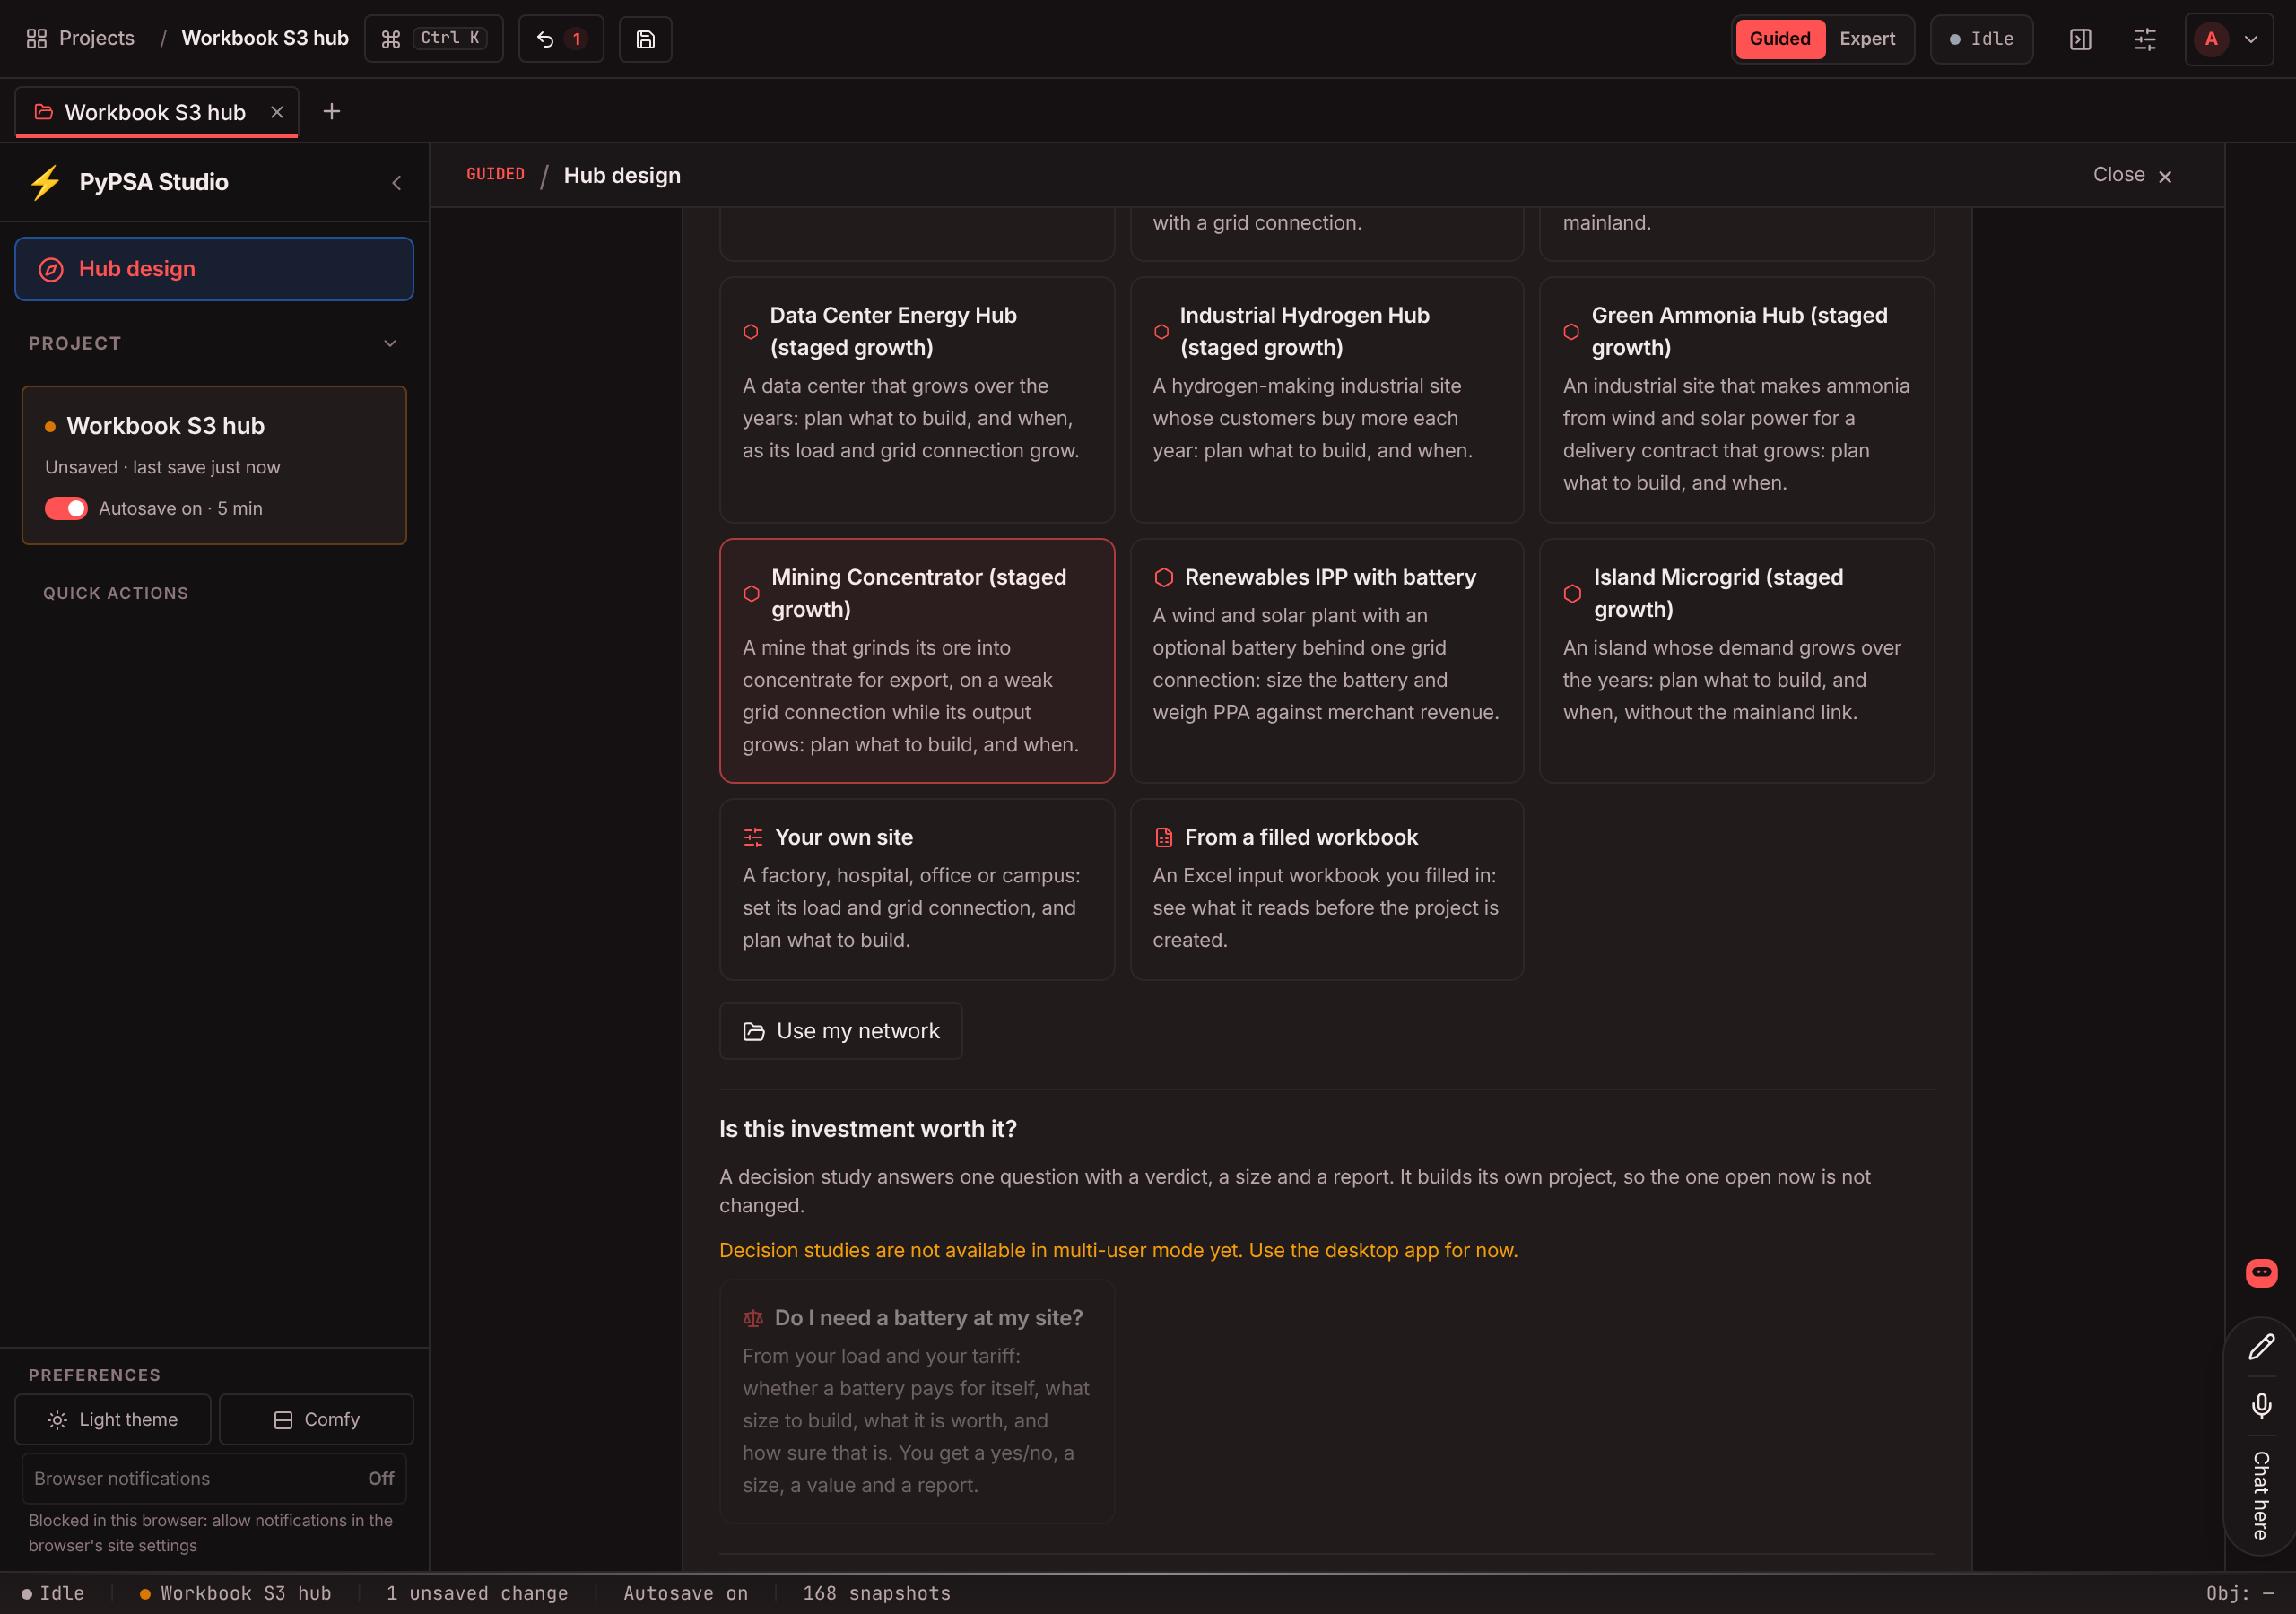 Projects / Workbook S3 hub
Ctrl K
1
Guided
Expert
Idle
A
Workbook S3 hub
PyPSA Studio
GUIDED / Hub design
Close
Hub design
PROJECT
Workbook S3 hub
Unsaved · last save just now
Autosave on · 5 min
QUICK ACTIONS
with a grid connection.
mainland.
Data Center Energy Hub
(staged growth)
A data center that grows over the
years: plan what to build, and when,
as its load and grid connection grow.
Industrial Hydrogen Hub
(staged growth)
A hydrogen-making industrial site
whose customers buy more each
year: plan what to build, and when.
Green Ammonia Hub (staged
growth)
An industrial site that makes ammonia
from wind and solar power for a
delivery contract that grows: plan
what to build, and when.
Mining Concentrator (staged
growth)
A mine that grinds its ore into
concentrate for export, on a weak
grid connection while its output
grows: plan what to build, and when.
Renewables IPP with battery
A wind and solar plant with an
optional battery behind one grid
connection: size the battery and
weigh PPA against merchant revenue.
Island Microgrid (staged
growth)
An island whose demand grows over
the years: plan what to build, and
when, without the mainland link.
Your own site
A factory, hospital, office or campus:
set its load and grid connection, and
plan what to build.
From a filled workbook
An Excel input workbook you filled in:
see what it reads before the project is
created.
Use my network
Is this investment worth it?
A decision study answers one question with a verdict, a size and a report. It builds its own project, so the one open now is not
changed.
Decision studies are not available in multi-user mode yet. Use the desktop app for now.
Do I need a battery at my site?
From your load and your tariff:
whether a battery pays for itself, what
size to build, what it is worth, and
how sure that is. You get a yes/no, a
size, a value and a report.
PREFERENCES
Light theme
Comfy
Browser notifications
Off
Blocked in this browser: allow notifications in the
browser's site settings
Chat here
Idle
Workbook S3 hub
1 unsaved change
Autosave on
168 snapshots
Obj: —